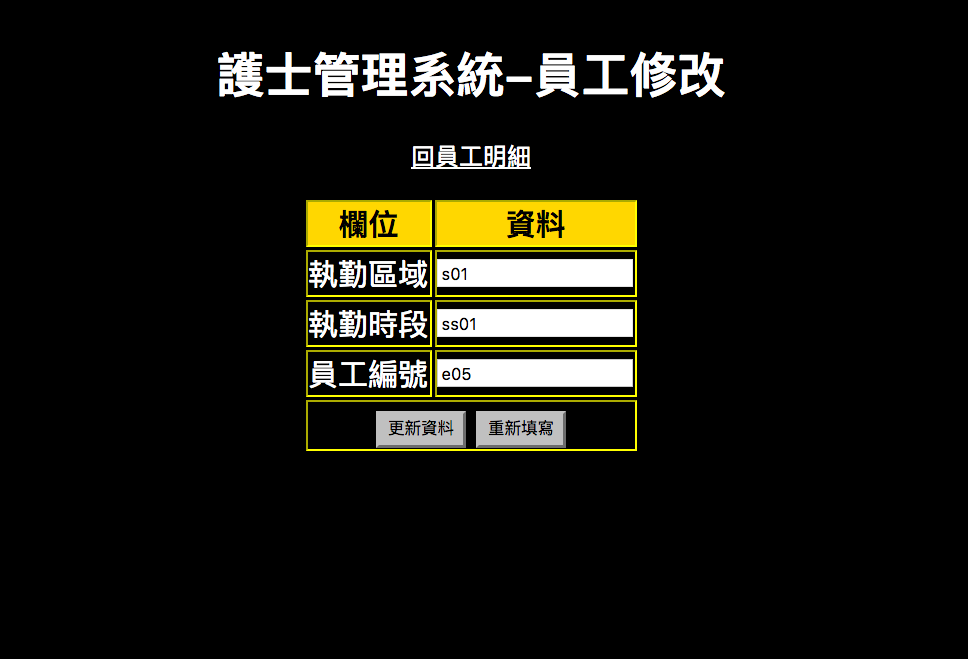 護士管理系統–員工修改
回員工明細
欄位 資料
執勤區域 s01
執勤時段 ss01
員工編號 e05
更新資料 重新填寫